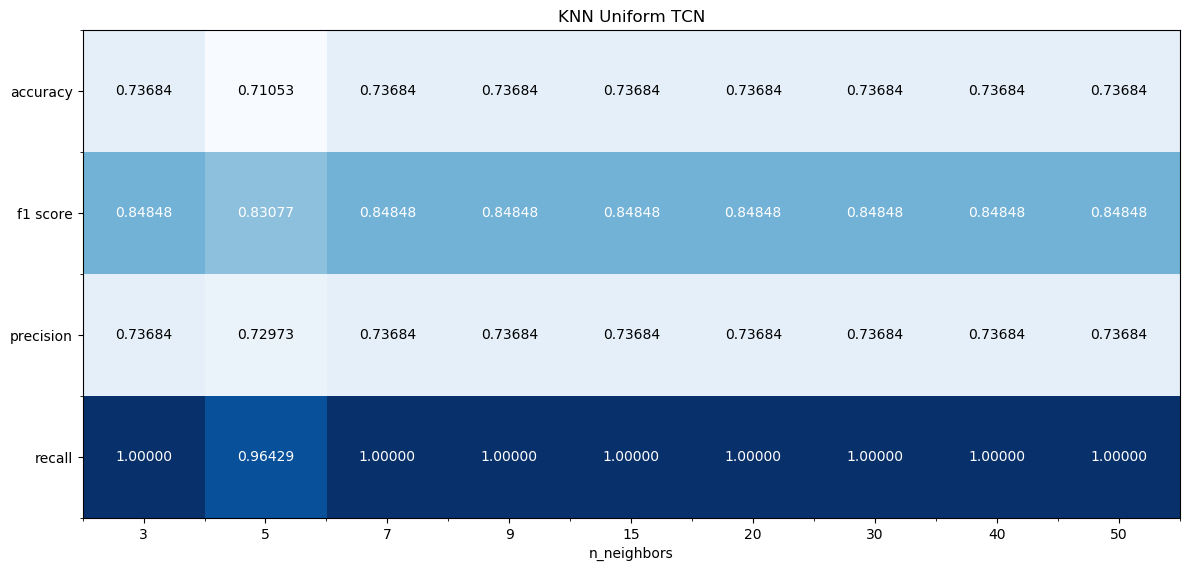 KNN Uniform TCN
accuracy 0.73684 0.71053 0.73684 0.73684 0.73684 0.73684 0.73684 0.73684 0.73684
f1 score 0.84848 0.83077 0.84848 0.84848 0.84848 0.84848 0.84848 0.84848 0.84848
precision 0.73684 0.72973 0.73684 0.73684 0.73684 0.73684 0.73684 0.73684 0.73684
recall 1.00000 0.96429 1.00000 1.00000 1.00000 1.00000 1.00000 1.00000 1.00000
3 5 7 9 15 20 30 40 50
n_neighbors